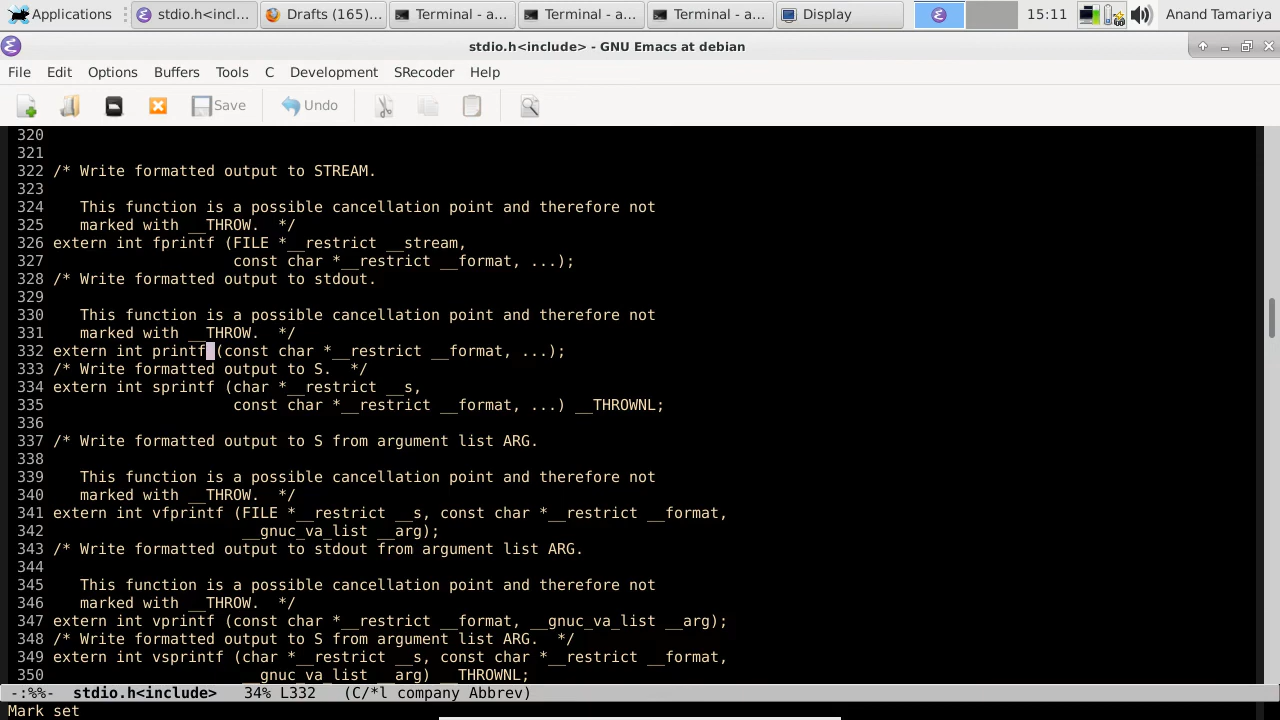 Applications stdio.h<incl... Drafts (165)... Terminal - a... Terminal - a... Terminal - a... Display 15:11 Anand Tamariya
stdio.h<include> - GNU Emacs at debian
File Edit Options Buffers Tools C Development SRecoder Help
Save Undo
320
321
322 /* Write formatted output to STREAM.
323
324    This function is a possible cancellation point and therefore not
325    marked with __THROW.  */
326 extern int fprintf (FILE *__restrict __stream,
327                     const char *__restrict __format, ...);
328 /* Write formatted output to stdout.
329
330    This function is a possible cancellation point and therefore not
331    marked with __THROW.  */
332 extern int printf (const char *__restrict __format, ...);
333 /* Write formatted output to S.  */
334 extern int sprintf (char *__restrict __s,
335                     const char *__restrict __format, ...) __THROWNL;
336
337 /* Write formatted output to S from argument list ARG.
338
339    This function is a possible cancellation point and therefore not
340    marked with __THROW.  */
341 extern int vfprintf (FILE *__restrict __s, const char *__restrict __format,
342                      __gnuc_va_list __arg);
343 /* Write formatted output to stdout from argument list ARG.
344
345    This function is a possible cancellation point and therefore not
346    marked with __THROW.  */
347 extern int vprintf (const char *__restrict __format, __gnuc_va_list __arg);
348 /* Write formatted output to S from argument list ARG.  */
349 extern int vsprintf (char *__restrict __s, const char *__restrict __format,
350                      __gnuc_va_list __arg) __THROWNL;
-:%%- stdio.h<include> 34% L332 (C/*l company Abbrev)
Mark set